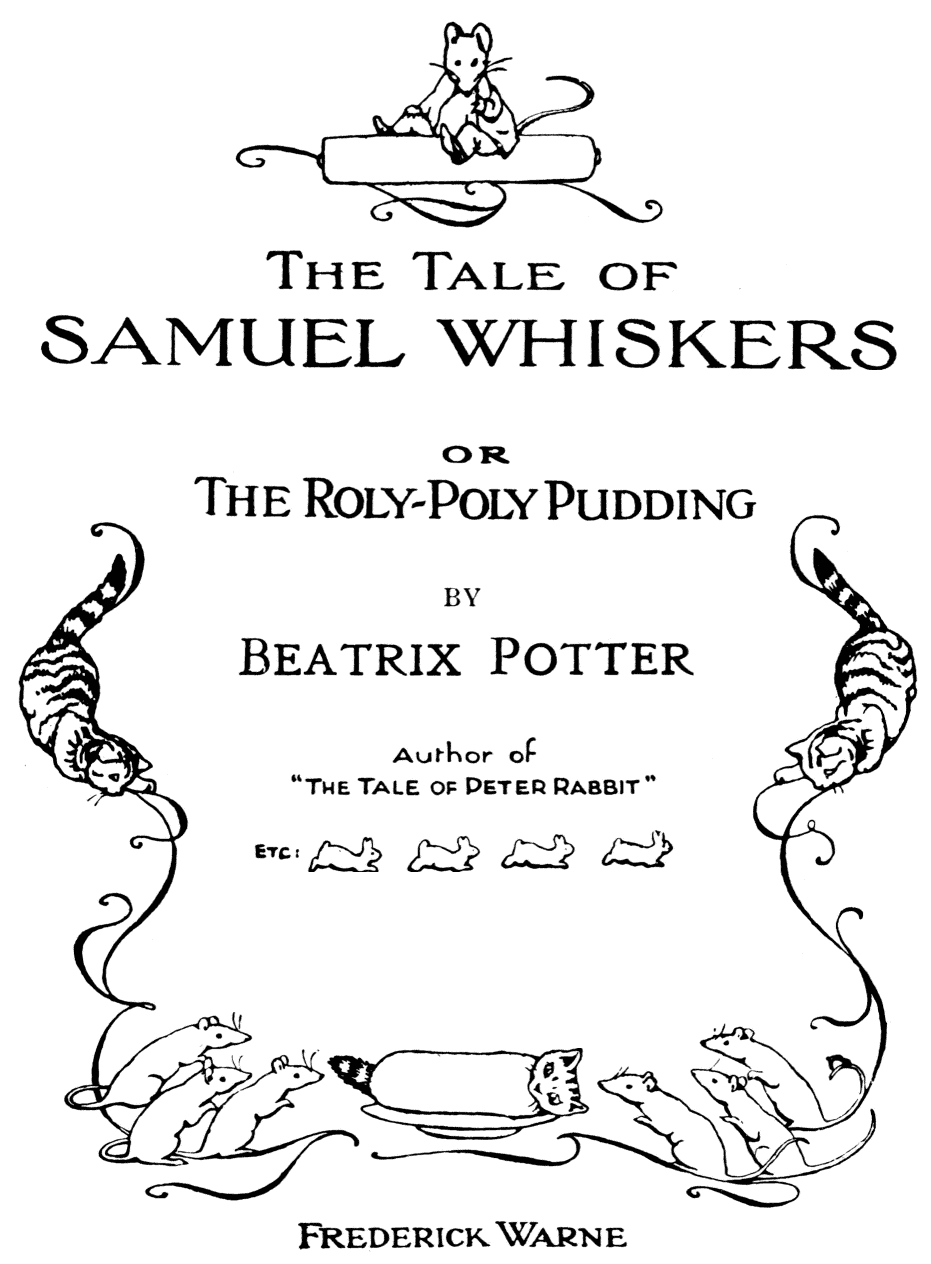 THE TALE OF
SAMUEL WHISKERS
OR
THE ROLY-POLY PUDDING
BY
BEATRIX POTTER
Author of
"THE TALE OF PETER RABBIT"
ETC:
FREDERICK WARNE